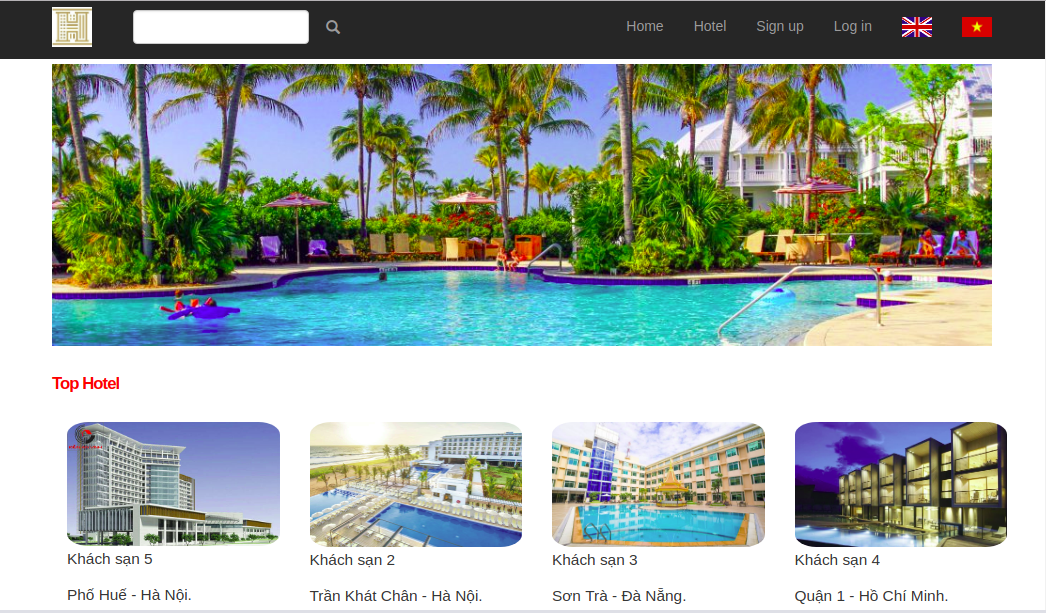 H
Home Hotel Sign up Log in
Top Hotel
Khách sạn 5 Khách sạn 2 Khách sạn 3 Khách sạn 4
Phố Huế - Hà Nội. Trần Khát Chân - Hà Nội. Sơn Trà - Đà Nẵng. Quận 1 - Hồ Chí Minh.